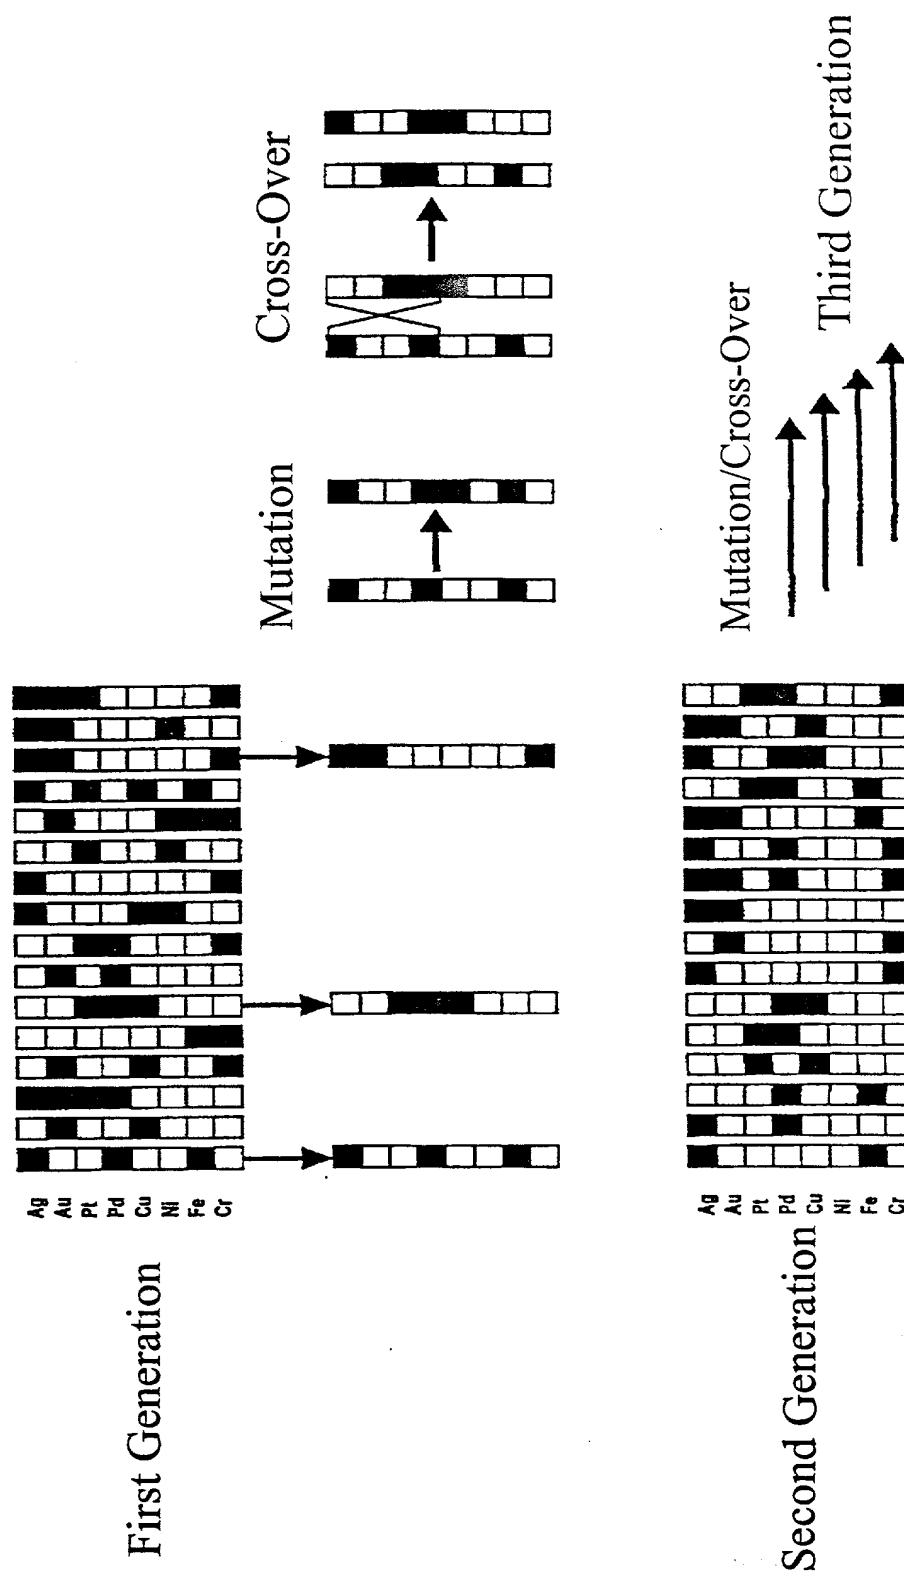 First Generation
Ag
Au
Pt
Pd
Cu
Ni
Fe
Cr
Mutation
Cross-Over
Second Generation
Ag
Au
Pt
Pd
Cu
Ni
Fe
Cr
Mutation/Cross-Over
Third Generation